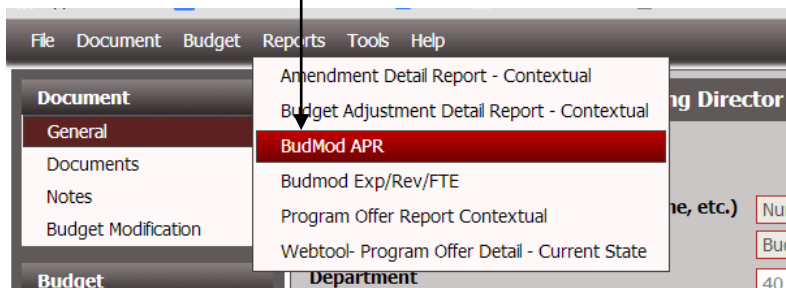 File Document Budget Reports Tools Help
Amendment Detail Report - Contextual
Document
ng Director
Budget Adjustment Detail Report - Contextual
General
BudMod APR
Documents
Budmod Exp/Rev/FTE
Notes
ne, etc.)
Program Offer Report Contextual
Budget Modification
Webtool- Program Offer Detail - Current State
Budget
Department
40